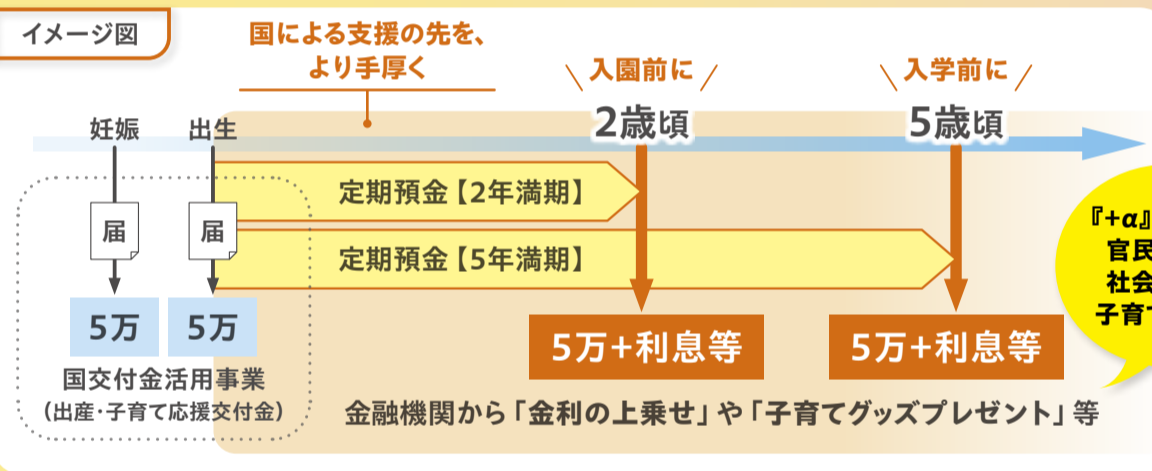 イメージ図
国による支援の先を、
より手厚く
入園前に
2歳頃
入学前に
5歳頃
妊娠
出生
定期預金【2年満期】
定期預金【5年満期】
届
届
5万
5万
国交付金活用事業
（出産・子育て応援交付金）
5万+利息等
5万+利息等
金融機関から「金利の上乗せ」や「子育てグッズプレゼント」等
『+α』
官民
社会
子育て